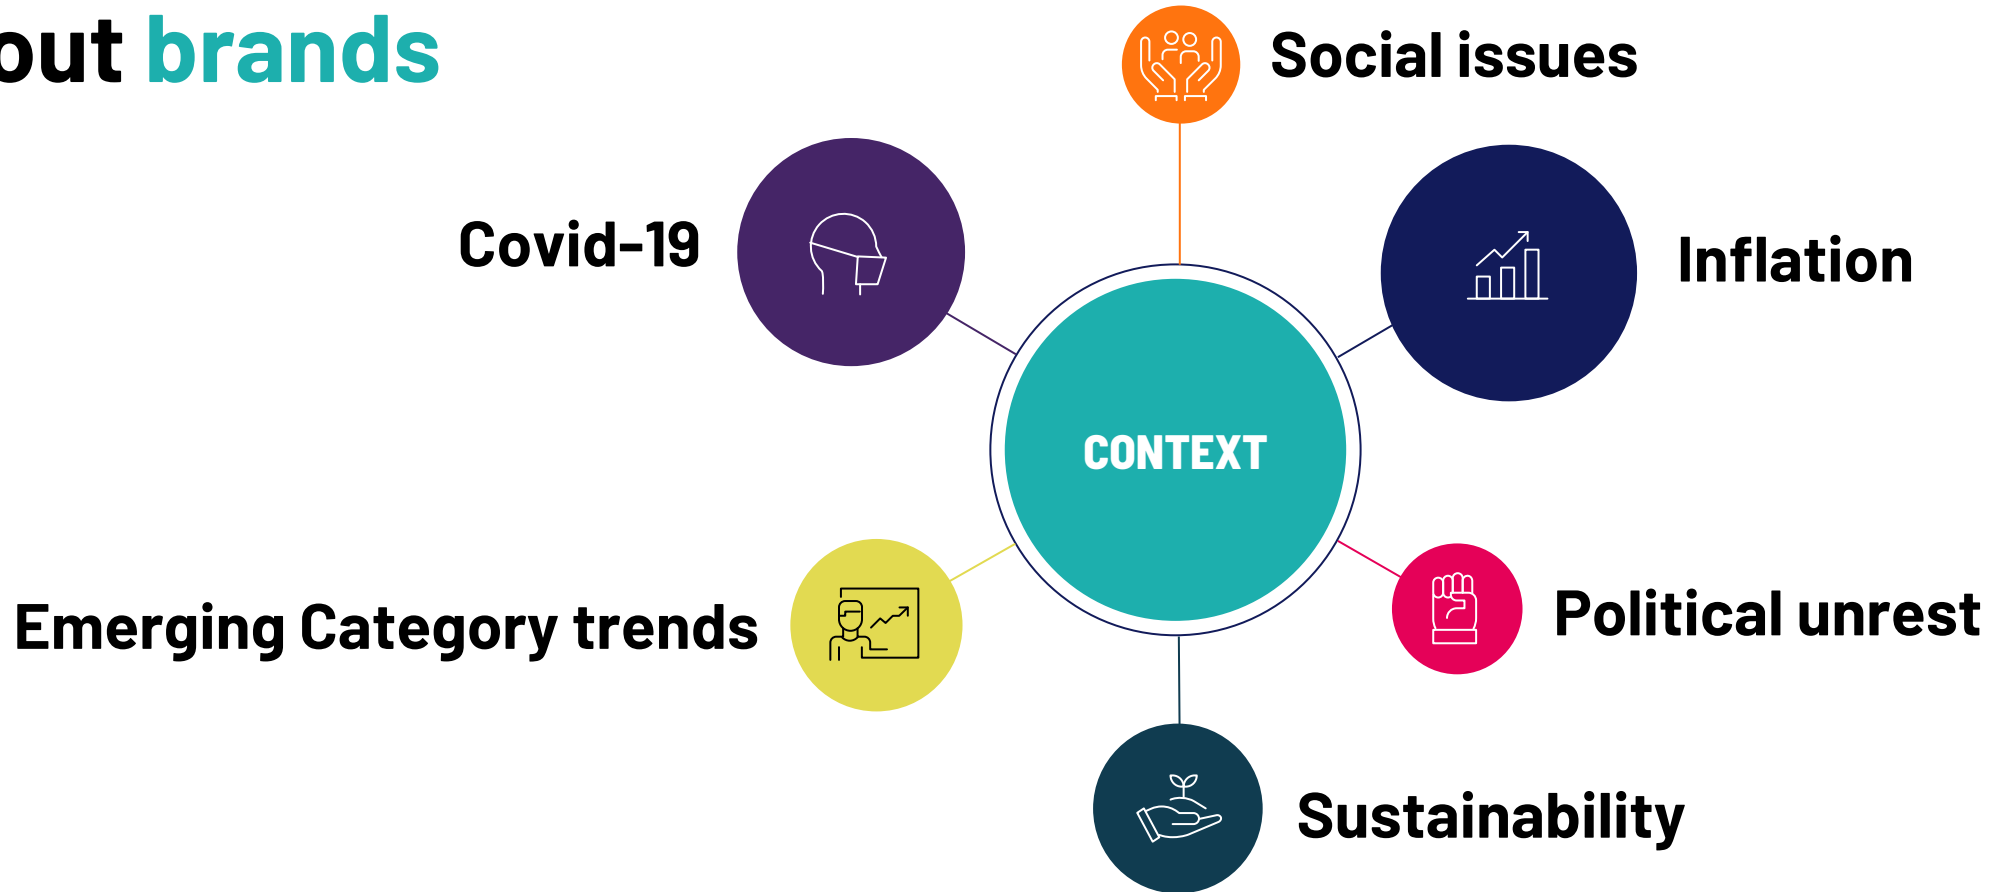 out brands
Social issues
Covid-19
Inflation
CONTEXT
Emerging Category trends
Political unrest
Sustainability